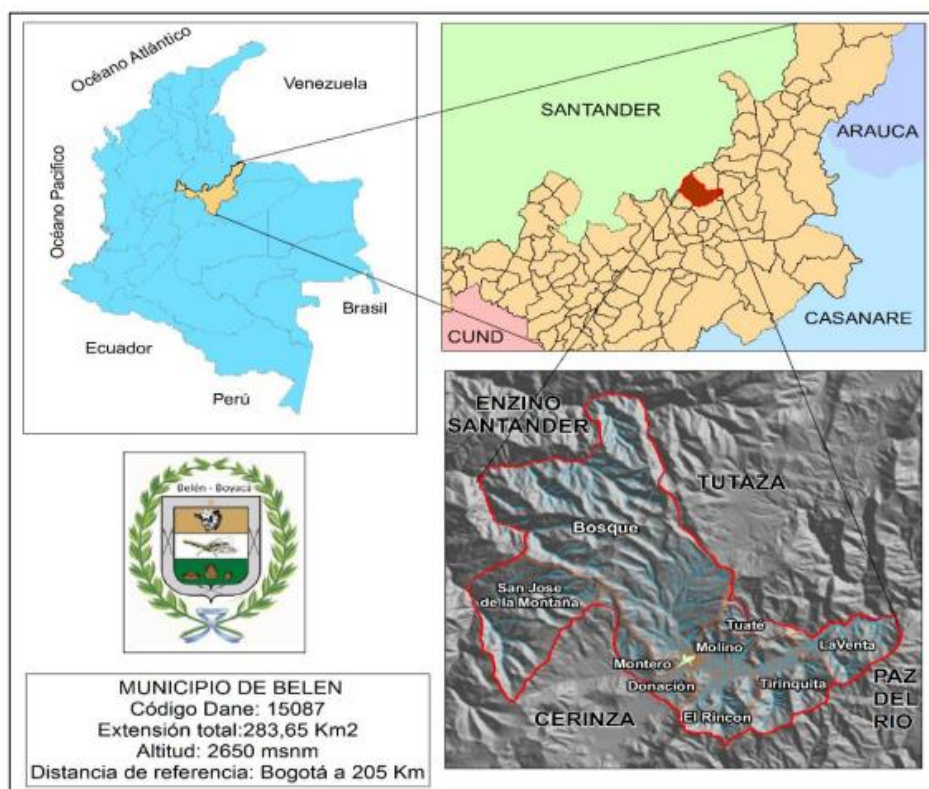 Océano Atlántico
Venezuela
Océano Pacifico
Brasil
Ecuador
Perú
SANTANDER
ARAUCA
CASANARE
CUND
Belén - Boyacá
MUNICIPIO DE BELEN
Código Dane: 15087
Extensión total:283,65 Km2
Altitud: 2650 msnm
Distancia de referencia: Bogotá a 205 Km
ENZINO
SANTANDER
TUTAZA
Bosque
San Jose
de la Montaña
Tuaté
Molino
LaVenta
Montero
Donación
Tirinquita
El Rincon
CERINZA
PAZ
DEL
RIO